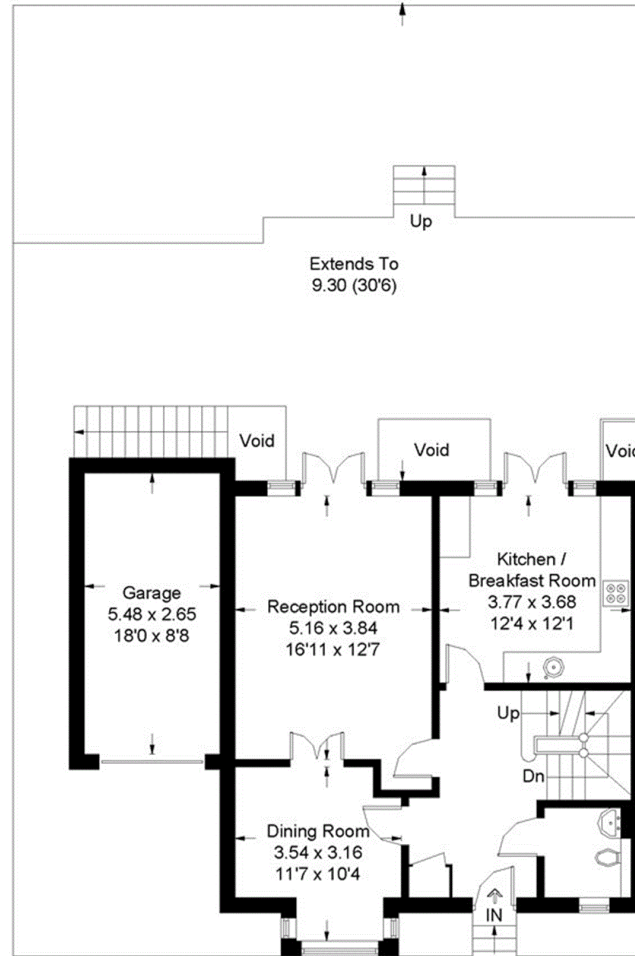 Up
Extends To
9.30 (30'6)
Void
Void
Void
Garage
5.48 x 2.65
18'0 x 8'8
Reception Room
5.16 x 3.84
16'11 x 12'7
Kitchen /
Breakfast Room
3.77 x 3.68
12'4 x 12'1
Up
Dn
Dining Room
3.54 x 3.16
11'7 x 10'4
IN